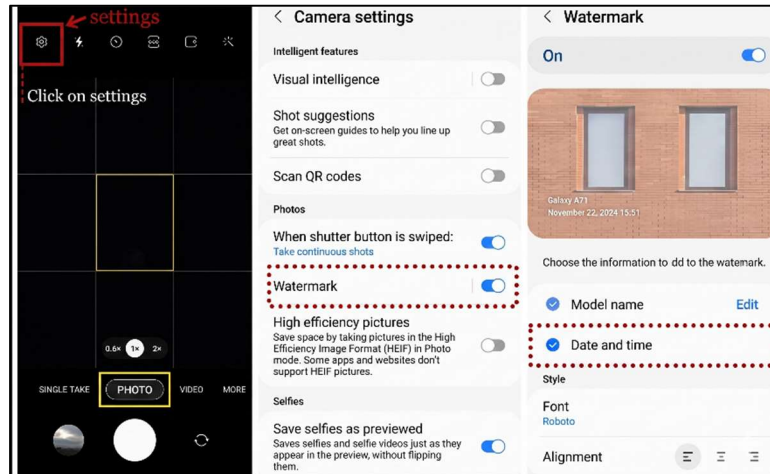 settings
Click on settings
0.6× 1× 2×
SINGLE TAKE PHOTO VIDEO MORE
< Camera settings
Intelligent features
Visual intelligence
Shot suggestions
Get on-screen guides to help you line up
great shots.
Scan QR codes
Photos
When shutter button is swiped:
Take continuous shots
Watermark
High efficiency pictures
Save space by taking pictures in the High
Efficiency Image Format (HEIF) in Photo
mode. Some apps and websites don't
support HEIF pictures.
Selfies
Save selfies as previewed
Saves selfies and selfie videos just as they
appear in the preview, without flipping
them.
< Watermark
On
Galaxy A71
November 22, 2024 15:51
Choose the information to dd to the watemark.
Model name Edit
Date and time
Style
Font
Roboto
Alignment